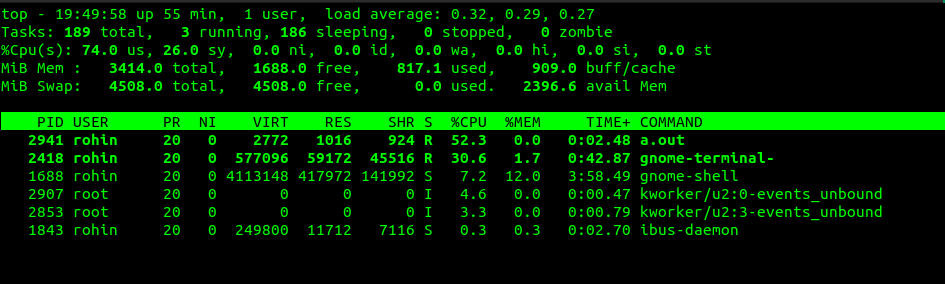 top - 19:49:58 up 55 min,  1 user,  load average: 0.32, 0.29, 0.27
Tasks: 189 total,   3 running, 186 sleeping,   0 stopped,   0 zombie
%Cpu(s): 74.0 us, 26.0 sy,  0.0 ni,  0.0 id,  0.0 wa,  0.0 hi,  0.0 si,  0.0 st
MiB Mem :   3414.0 total,   1688.0 free,    817.1 used,    909.0 buff/cache
MiB Swap:   4508.0 total,   4508.0 free,      0.0 used.   2396.6 avail Mem
PID USER      PR  NI    VIRT    RES    SHR S  %CPU  %MEM     TIME+ COMMAND
2941 rohin     20   0    2772   1016    924 R  52.3   0.0   0:02.48 a.out
2418 rohin     20   0  577096  59172  45516 R  30.6   1.7   0:42.87 gnome-terminal-
1688 rohin     20   0 4113148 417972 141992 S   7.2  12.0   3:58.49 gnome-shell
2907 root      20   0       0      0      0 I   4.6   0.0   0:00.47 kworker/u2:0-events_unbound
2853 root      20   0       0      0      0 I   3.3   0.0   0:00.79 kworker/u2:3-events_unbound
1843 rohin     20   0  249800  11712   7116 S   0.3   0.3   0:02.70 ibus-daemon